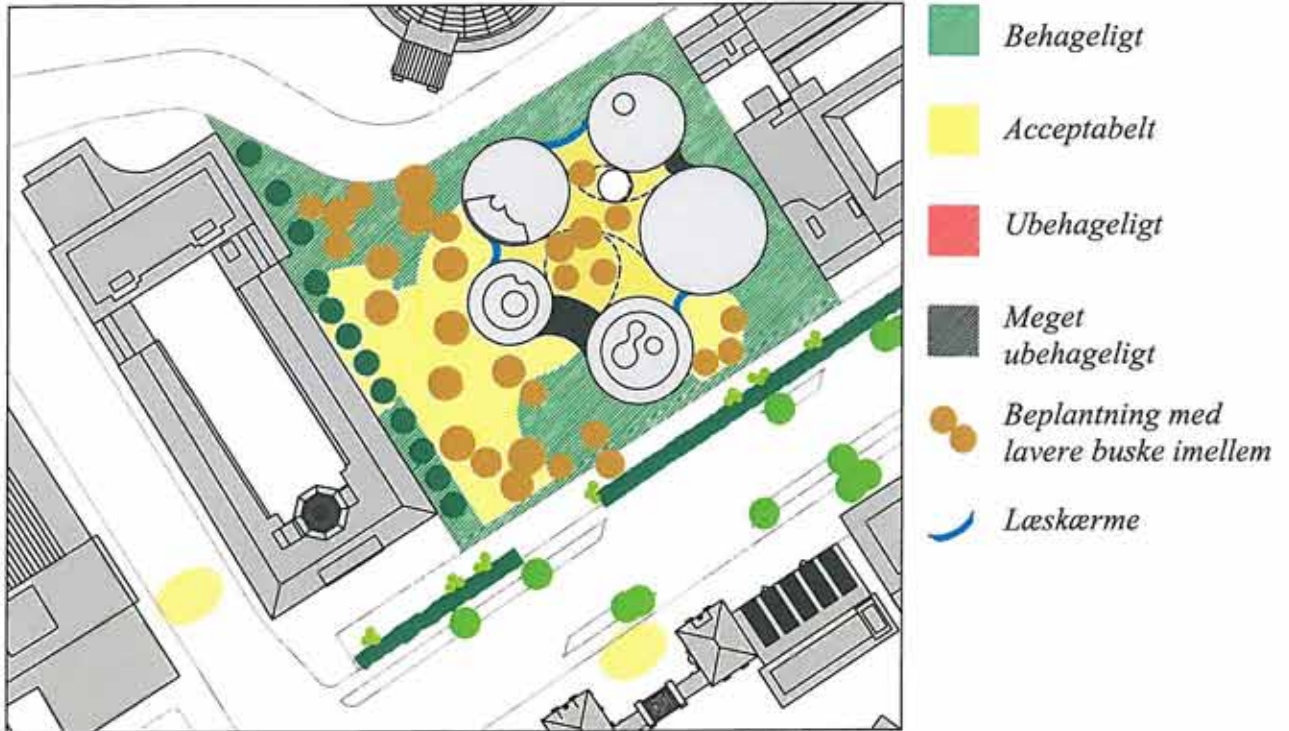 Behageligt
Acceptabelt
Ubehageligt
Meget
ubehageligt
Beplantning med
lavere buske imellem
Læskærme